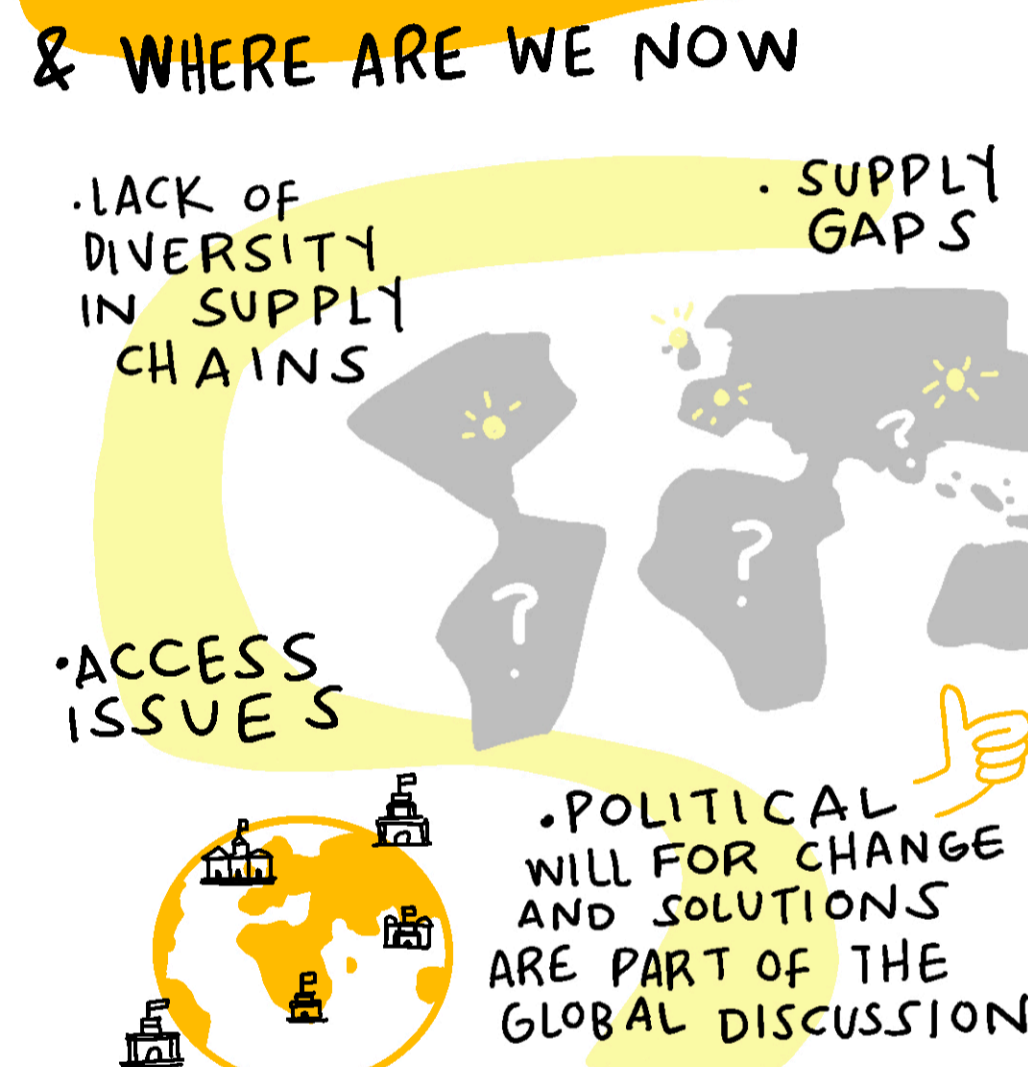 & WHERE ARE WE NOW
.LACK OF
DIVERSITY
IN SUPPLY
CHAINS
. SUPPLY
GAPS
?
?
?
•ACCESS
ISSUES
.POLITICAL
WILL FOR CHANGE
AND SOLUTIONS
ARE PART OF THE
GLOBAL DISCUSSION